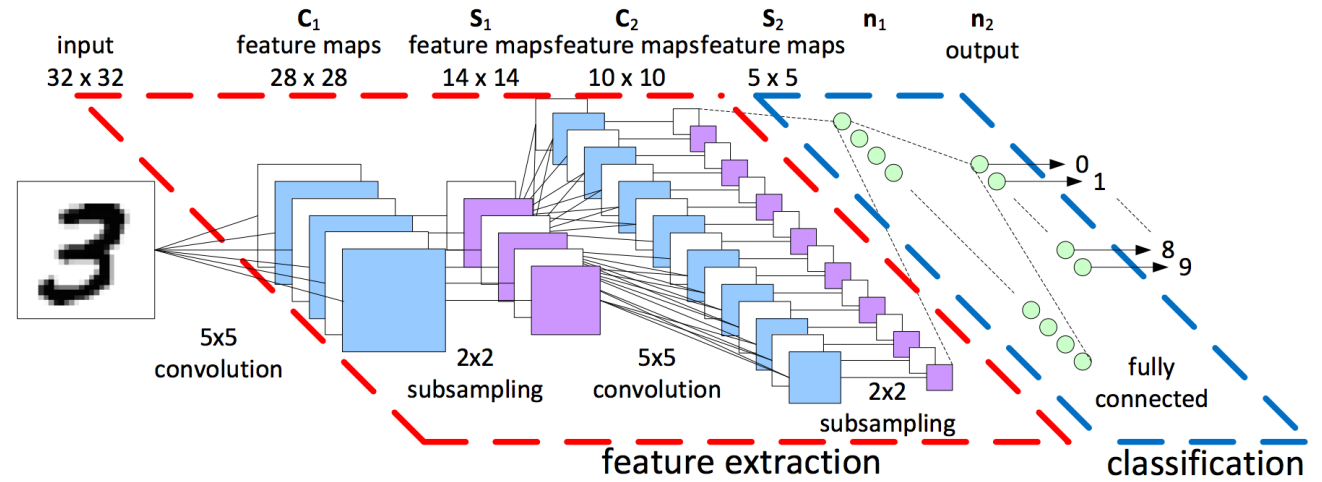 C1 S1 C2 S2 n1 n2
input feature maps feature maps feature maps feature maps output
32 x 32 28 x 28 14 x 14 10 x 10 5 x 5
0
1
8
9
3
5x5
convolution
2x2
subsampling
5x5
convolution
2x2
subsampling
fully
connected
feature extraction
classification